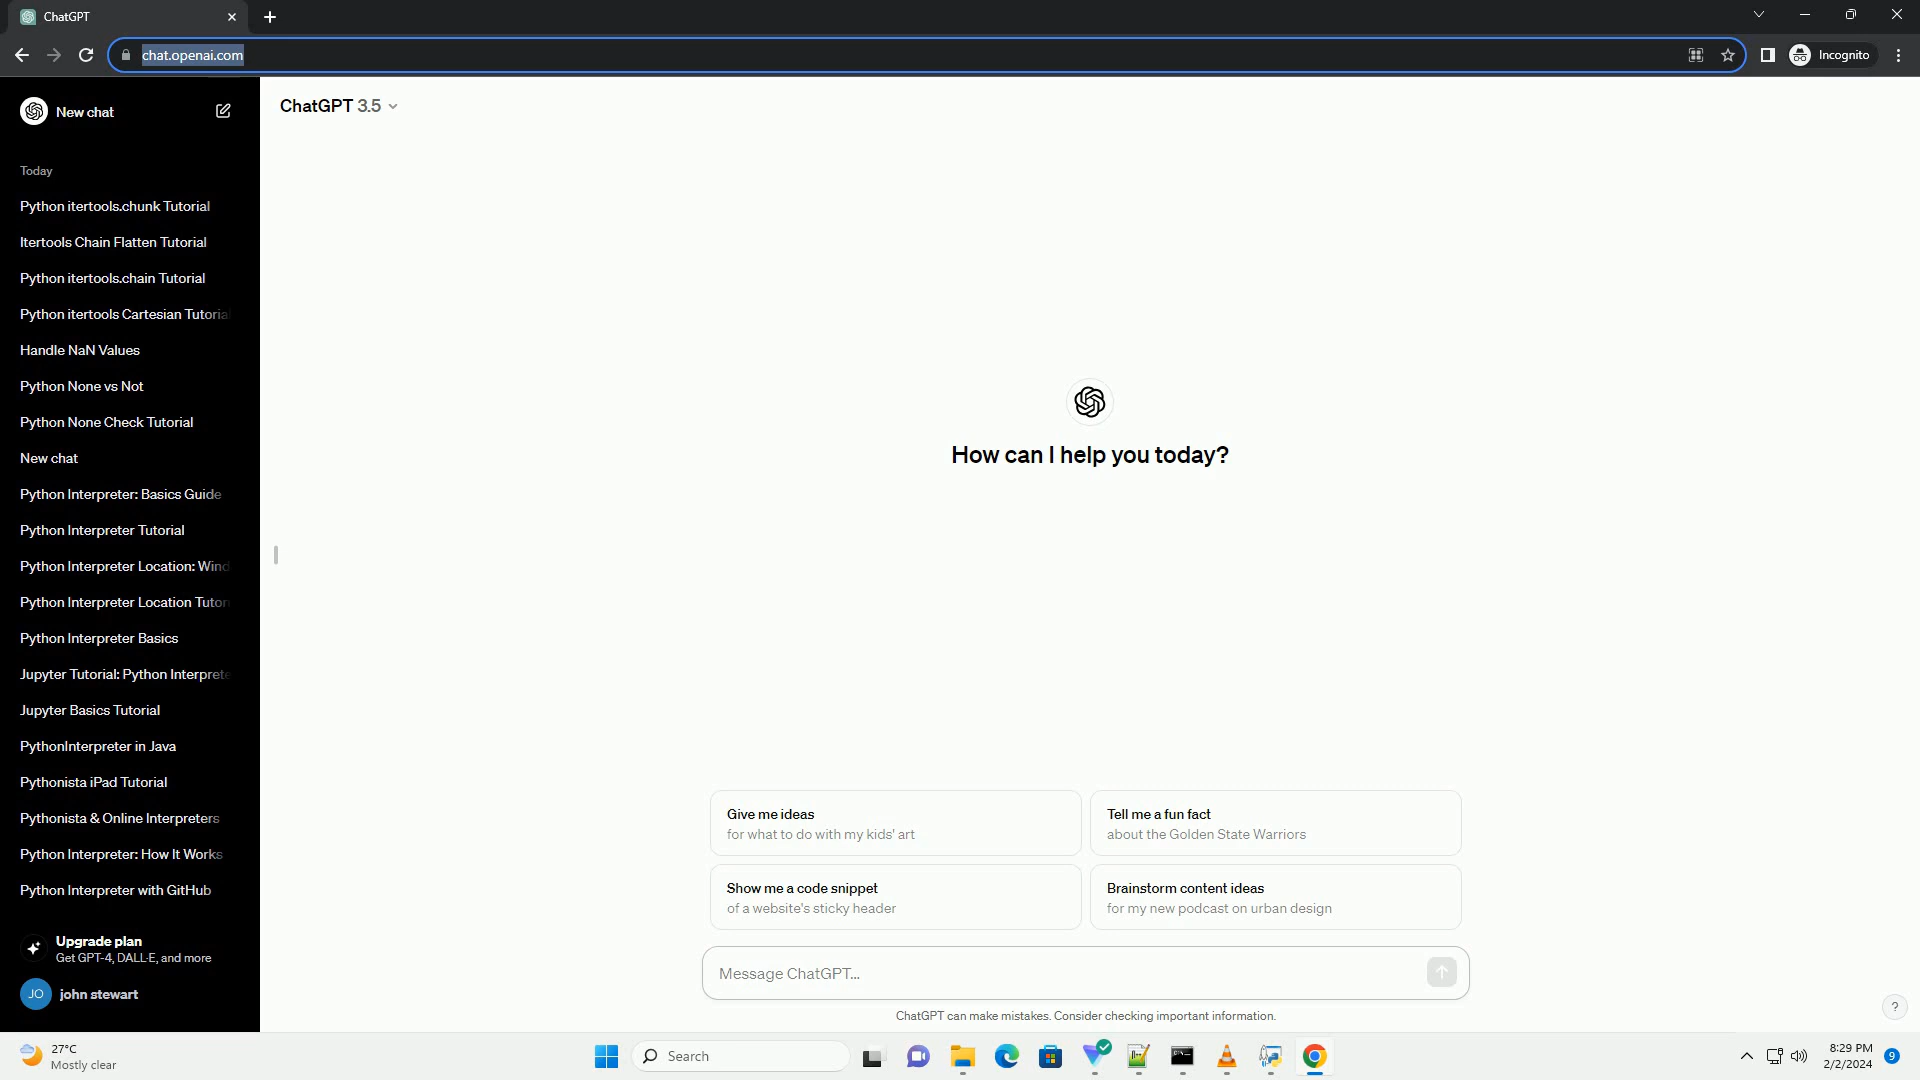 ChatGPT
chat.openai.com
Incognito
New chat
ChatGPT 3.5
Today
Python itertools.chunk Tutorial
Itertools Chain Flatten Tutorial
Python itertools.chain Tutorial
Python itertools Cartesian Tutoria
Handle NaN Values
Python None vs Not
Python None Check Tutorial
New chat
Python Interpreter: Basics Guide
Python Interpreter Tutorial
Python Interpreter Location: Wind
Python Interpreter Location Tutor
Python Interpreter Basics
Jupyter Tutorial: Python Interprete
Jupyter Basics Tutorial
PythonInterpreter in Java
Pythonista iPad Tutorial
Pythonista & Online Interpreters
Python Interpreter: How It Works
Python Interpreter with GitHub
Upgrade plan
Get GPT-4, DALL·E, and more
JO
john stewart
How can I help you today?
Give me ideas
for what to do with my kids' art
Tell me a fun fact
about the Golden State Warriors
Show me a code snippet
of a website's sticky header
Brainstorm content ideas
for my new podcast on urban design
Message ChatGPT...
ChatGPT can make mistakes. Consider checking important information.
?
27°C
Mostly clear
Search
8:29 PM
2/2/2024
9